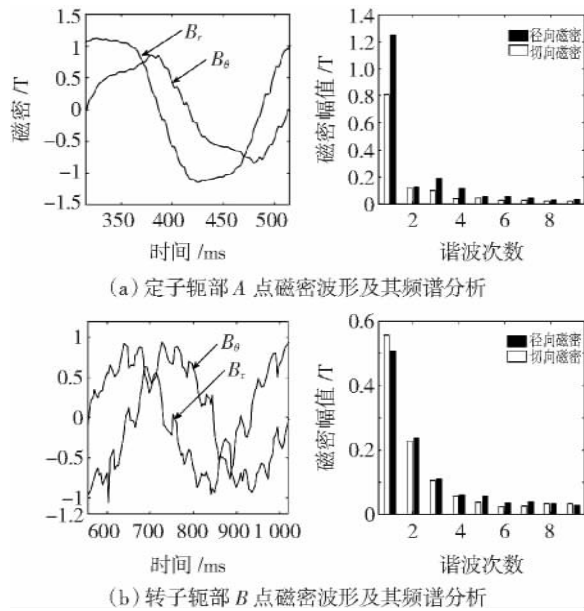 1.5
1
0.5
0
-0.5
-1
-1.5
磁密 /T
B_r
B_θ
350
400
450
500
时间 /ms
1.4
1.2
1.0
0.8
0.6
0.4
0.2
0
磁密幅值 /T
径向磁密
切向磁密
2
4
6
8
谐波次数
(a) 定子轭部 A 点磁密波形及其频谱分析
1
0.5
0
-0.5
-1
-1.2
磁密 /T
B_θ
B_τ
600
700
800
900
1 000
时间 /ms
0.6
0.4
0.2
0
磁密幅值 /T
径向磁密
切向磁密
2
4
6
8
谐波次数
(b) 转子轭部 B 点磁密波形及其频谱分析